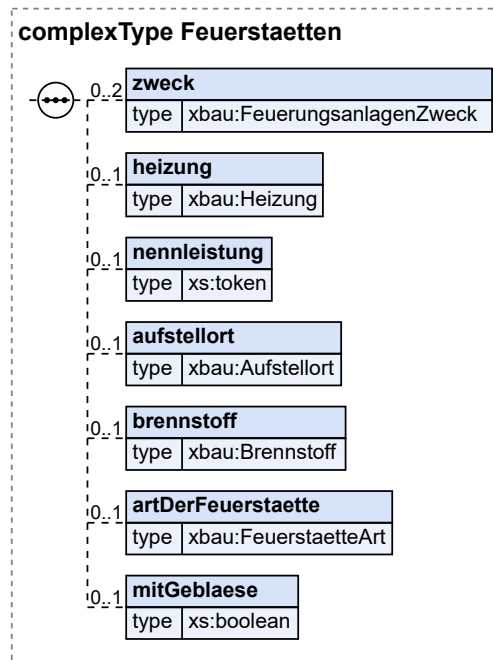 complexType Feuerstaetten
0..2 zweck
type xbau:FeuerungsanlagenZweck
0..1 heizung
type xbau:Heizung
0..1 nennleistung
type xs:token
0..1 aufstellort
type xbau:Aufstellort
0..1 brennstoff
type xbau:Brennstoff
0..1 artDerFeuerstaette
type xbau:FeuerstaetteArt
0..1 mitGeblaese
type xs:boolean